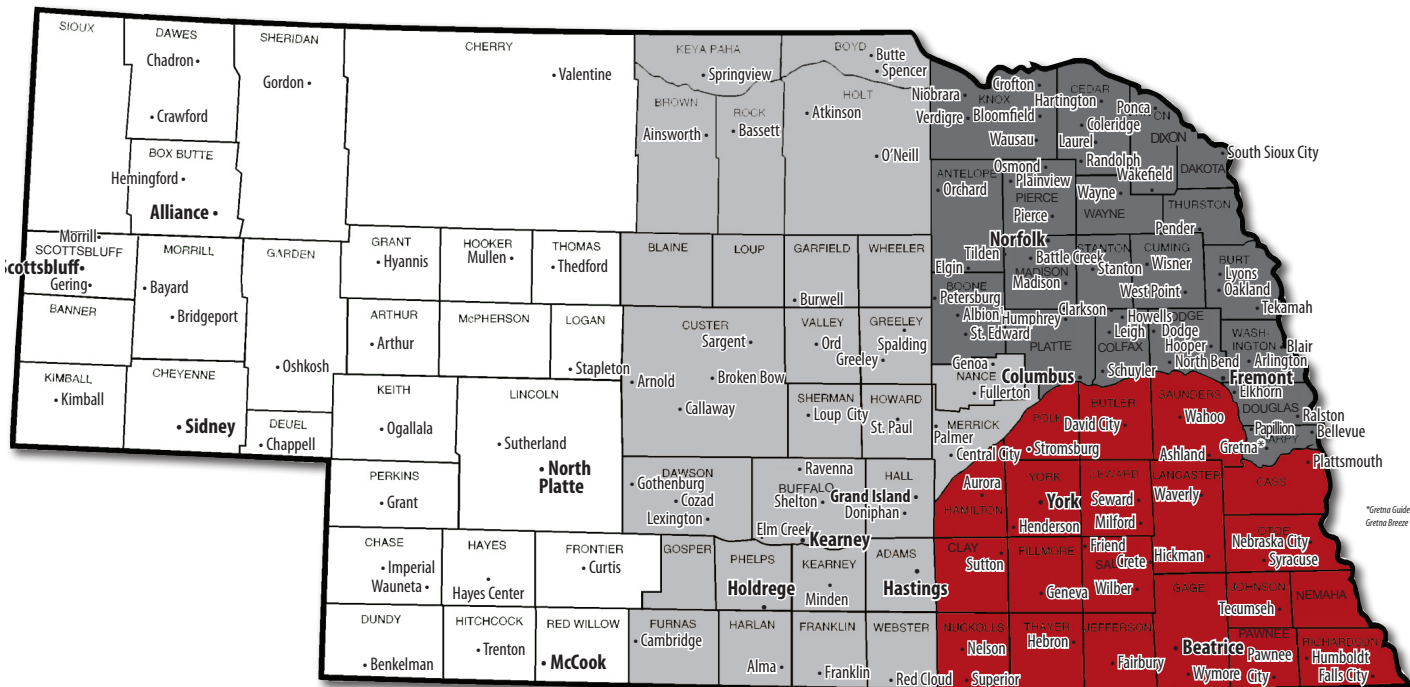 SIOUX
DAWES
Chadron
Crawford
SHERIDAN
Gordon
CHERRY
Valentine
KEYA PAHA
Springview
BOYD
Butte
Spencer
BROWN
Ainsworth
ROCK
Bassett
HOLT
Atkinson
O'Neill
BOX BUTTE
Hemingford
Alliance
Niobrara
Verdigre
KNOX
Crofton
Bloomfield
Wausau
CEDAR
Hartington
Coleridge
Laurel
Randolph
Ponca
ON
DIXON
Wakefield
DAKOTA
South Sioux City
ANTELOPE
Orchard
Osmond
Plainview
PIERCE
Pierce
Wayne
WAYNE
THURSTON
Pender
Morrill
SCOTTSBLUFF
Scottsbluff
Gering
MORRILL
Bayard
Bridgeport
GARDEN
Oshkosh
GRANT
Hyannis
HOOKER
Mullen
THOMAS
Thedford
BLAINE
LOUP
GARFIELD
Burwell
WHEELER
Norfolk
Tilden
Elgin
Battle Creek
MADISON
Madison
STANTON
Stanton
CUMING
Wisner
West Point
BURT
Lyons
Oakland
Tekamah
BANNER
ARTHUR
Arthur
McPHERSON
LOGAN
Stapleton
CUSTER
Sargent
Arnold
Broken Bow
Callaway
VALLEY
Ord
GREELEY
Spalding
Greeley
BOONE
Petersburg
Albion
St. Edward
Humphrey
PLATTE
Clarkson
Howells
Leigh
COLFAX
Schuyler
DODGE
Dodge
Hooper
North Bend
WASH-
INGTON
Blair
Arlington
Fremont
KIMBALL
Kimball
CHEYENNE
Sidney
DEUEL
Chappell
KEITH
Ogallala
LINCOLN
Sutherland
North
Platte
SHERMAN
Loup City
HOWARD
St. Paul
Genoa
NANCE
Fullerton
Columbus
MERRICK
Palmer
Central City
POLK
Stromsburg
BUTLER
David City
SAUNDERS
Wahoo
Ashland
Elkhorn
DOUGLAS
Ralston
Papillion
Bellevue
Gretna*
ARPY
Plattsmouth
PERKINS
Grant
DAWSON
Gothenburg
Cozad
Lexington
Ravenna
BUFFALO
Shelton
Elm Creek
Kearney
HALL
Grand Island
Doniphan
Aurora
HAMILTON
YORK
York
Henderson
SEWARD
Seward
Milford
LANCASTER
Waverly
Hickman
CASS
OTOE
Nebraska City
Syracuse
*Gretna Guide
Gretna Breeze
CHASE
Imperial
Wauneta
HAYES
Hayes Center
FRONTIER
Curtis
GOSPER
PHELPS
Holdrege
KEARNEY
Minden
ADAMS
Hastings
CLAY
Sutton
FILLMORE
Geneva
Friend
Crete
SAL
Wilber
GAGE
Beatrice
Wymore
JOHNSON
Tecumseh
NEMAHA
DUNDY
Benkelman
HITCHCOCK
Trenton
RED WILLOW
McCook
FURNAS
Cambridge
HARLAN
Alma
FRANKLIN
Franklin
WEBSTER
Red Cloud
NUCKOLLS
Nelson
Superior
THAYER
Hebron
JEFFERSON
Fairbury
PAWNEE
Pawnee
City
RICHARDSON
Humboldt
Falls City